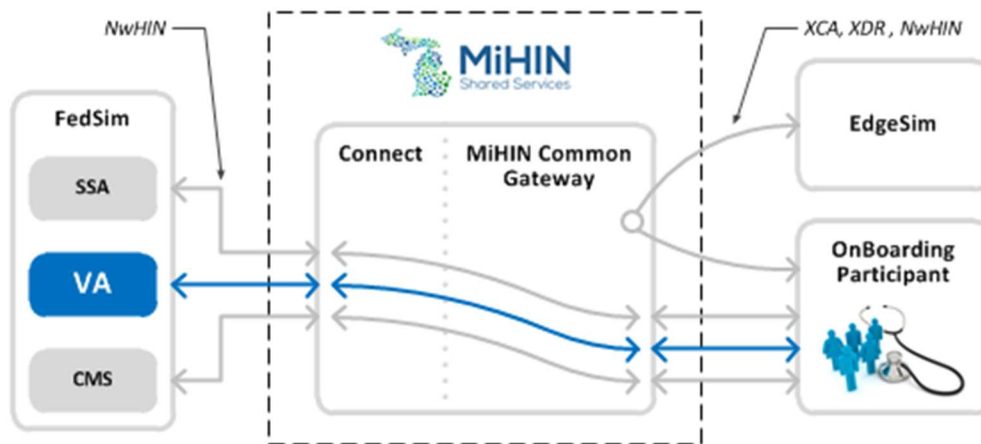 NwHIN
MiHIN
Shared Services
XCA, XDR , NwHIN
FedSim
SSA
VA
CMS
Connect
MiHIN Common
Gateway
EdgeSim
OnBoarding
Participant